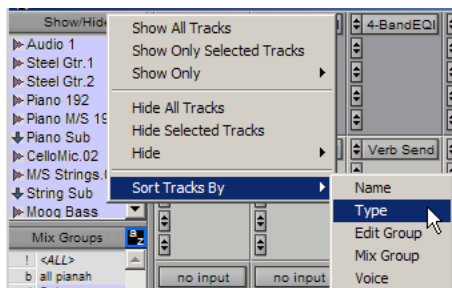 Show/Hide
Audio 1
Steel Gtr.1
Steel Gtr.2
Piano 192
Piano M/S 19
Piano Sub
CelloMic.02
M/S Strings.
String Sub
Moog Bass
Mix Groups
a
z
! <ALL>
b all pianah
Show All Tracks
Show Only Selected Tracks
Show Only
Hide All Tracks
Hide Selected Tracks
Hide
Sort Tracks By
Name
Type
Edit Group
Mix Group
Voice
4-BandEQ
Verb Send
no input
no input